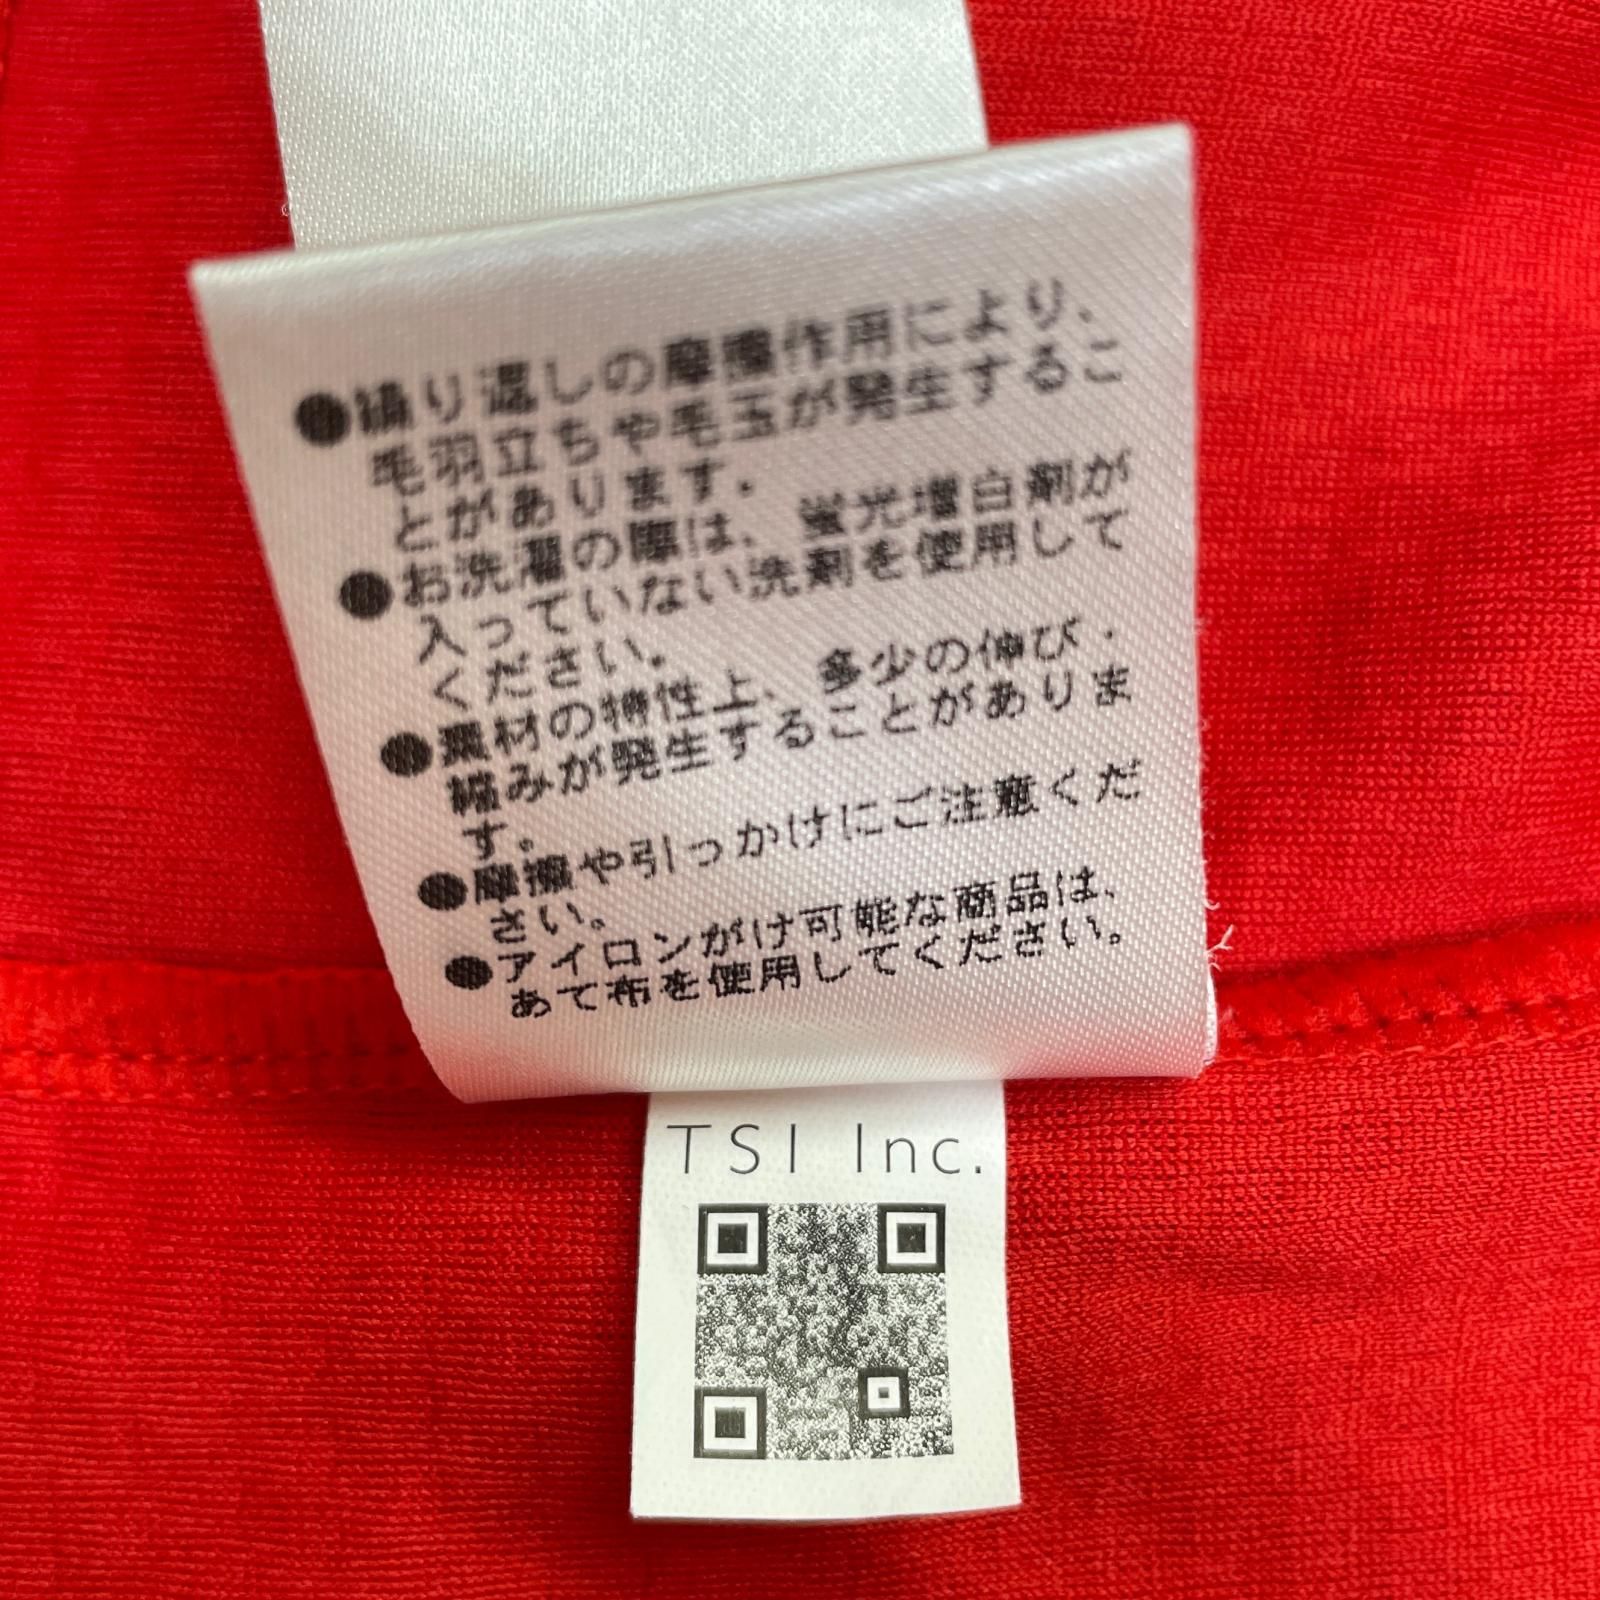 ●繰り返しの摩擦作用により、
毛羽立ちや毛玉が発生するこ
とがあります。
●お洗濯の際は、蛍光増白剤が
入っていない洗剤を使用して
ください。
●素材の特性上、多少の伸び・
縮みが発生することがありま
す。
●摩擦や引っかけにご注意くだ
さい。
●アイロンがけ可能な商品は、
あて布を使用してください。
TSI Inc.